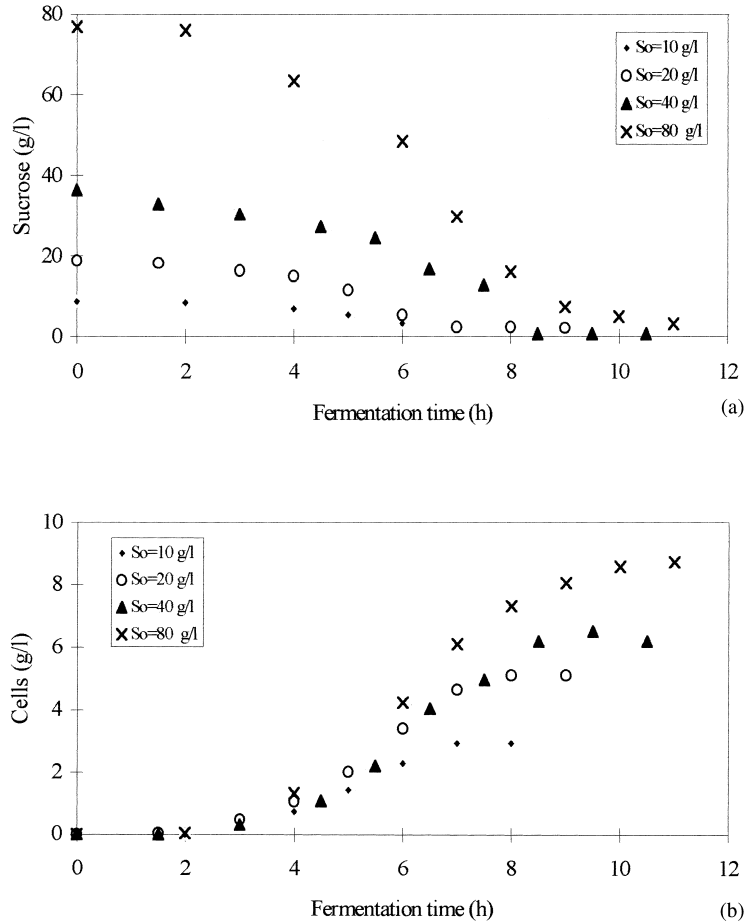 80
60
40
20
0
Sucrose (g/l)
So=10 g/l
So=20 g/l
So=40 g/l
So=80 g/l
0 2 4 6 8 10 12
Fermentation time (h)
(a)
10
8
6
4
2
0
Cells (g/l)
So=10 g/l
So=20 g/l
So=40 g/l
So=80 g/l
0 2 4 6 8 10 12
Fermentation time (h)
(b)